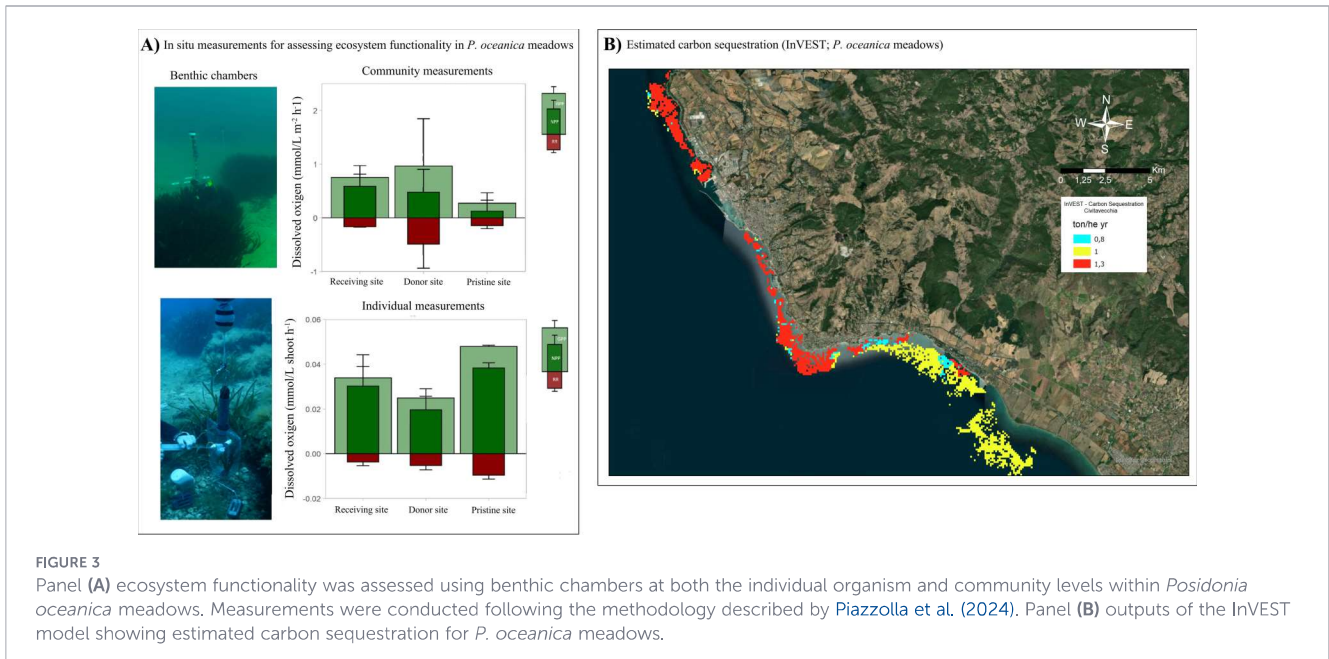 A) In situ measurements for assessing ecosystem functionality in P. oceanica meadows
Benthic chambers
Community measurements
Dissolved oxigen (mmol/L m-² hr-1)
2
1
0
-1
GPP
NPP
RR
Receiving site
Donor site
Pristine site
Individual measurements
Dissolved oxigen (mmol/L shoot h-1)
0.06
0.04
0.02
0.00
-0.02
GPP
NPP
RR
Receiving site
Donor site
Pristine site
B) Estimated carbon sequestration (InVEST; P. oceanica meadows)
N
W E
S
Km
0 1,25 2,5 5
InVEST - Carbon Sequestration
Civitavecchia
ton/he yr
0,8
1
1,3
FIGURE 3
Panel (A) ecosystem functionality was assessed using benthic chambers at both the individual organism and community levels within Posidonia
oceanica meadows. Measurements were conducted following the methodology described by Piazzolla et al. (2024). Panel (B) outputs of the InVEST
model showing estimated carbon sequestration for P. oceanica meadows.